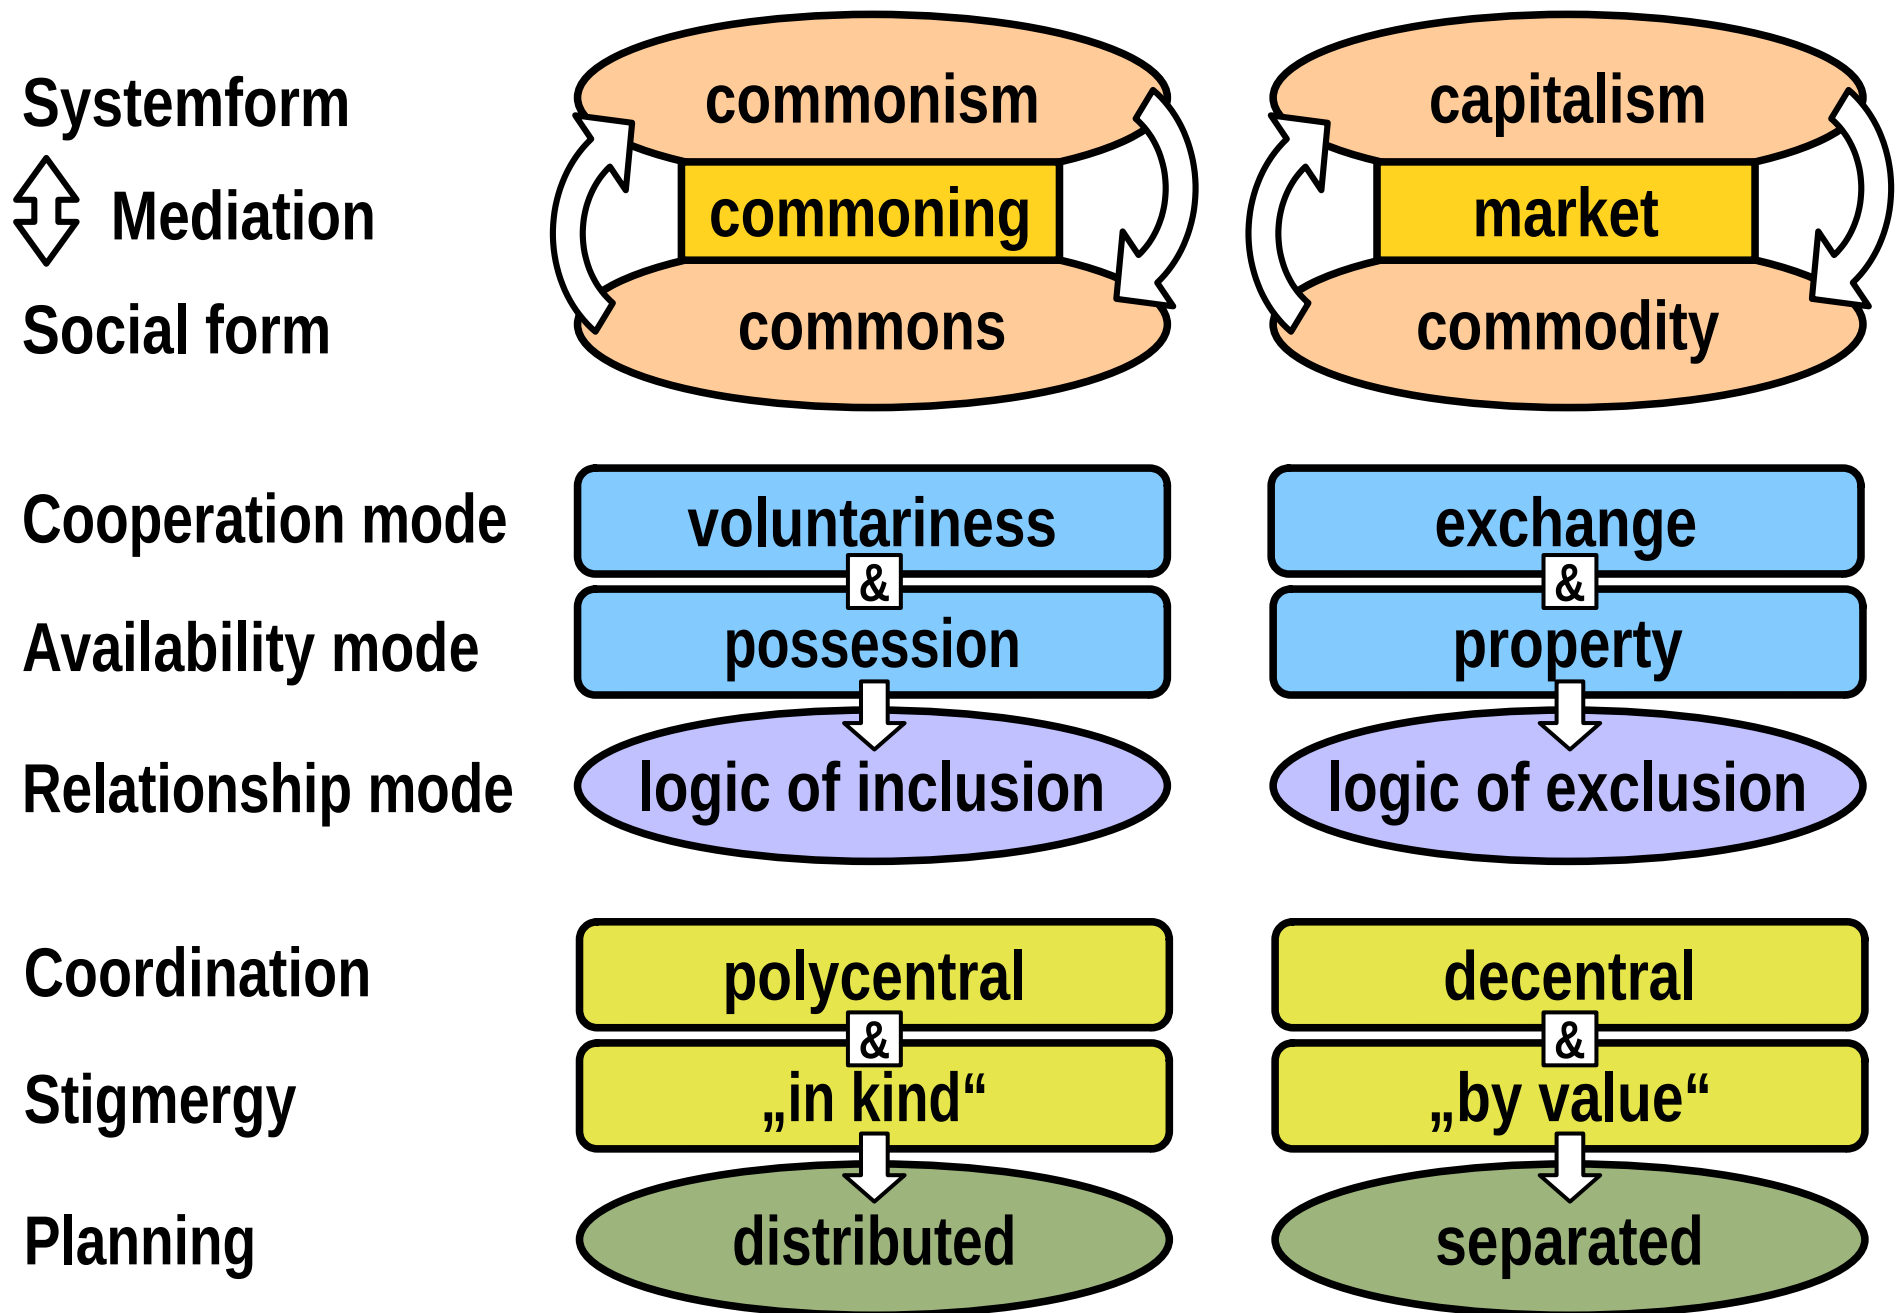 Systemform
commonism
capitalism
Mediation
commoning
market
Social form
commons
commodity
Cooperation mode
voluntariness
exchange
&
&
Availability mode
possession
property
Relationship mode
logic of inclusion
logic of exclusion
Coordination
polycentral
decentral
&
&
Stigmergy
„in kind“
„by value“
Planning
distributed
separated